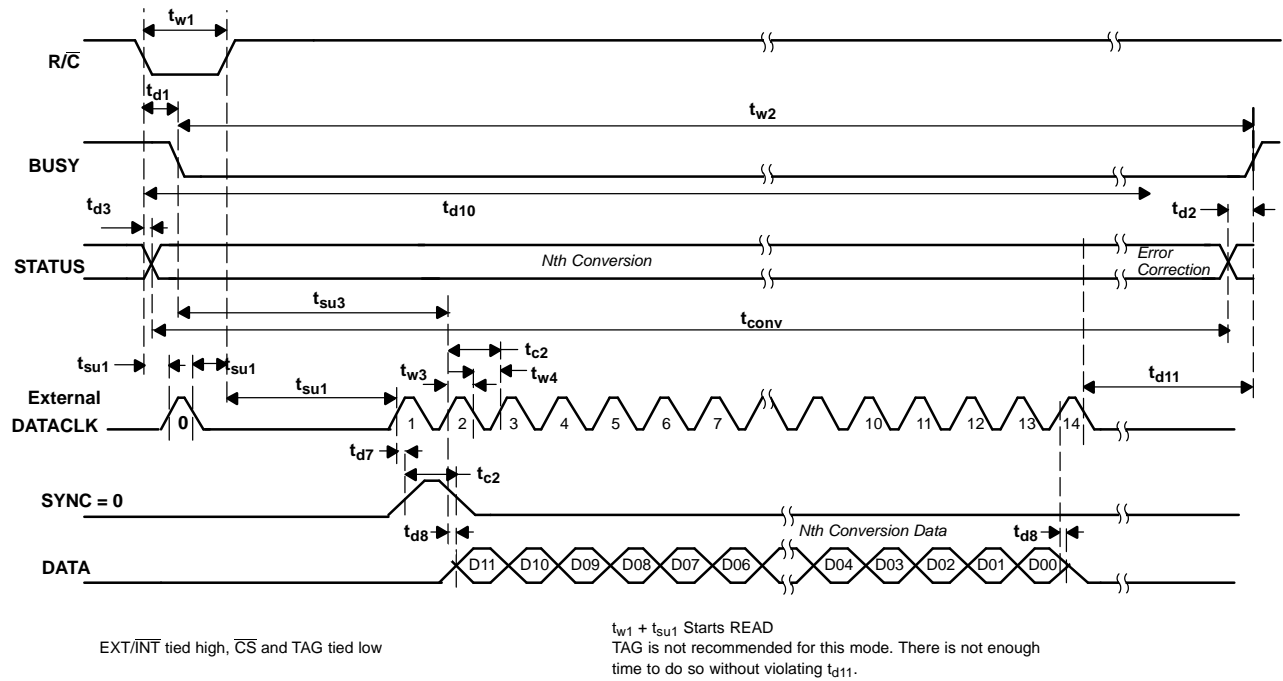 tw1
R/C̅
td1
tw2
BUSY
td10
td3
td2
STATUS
Nth Conversion
Error
Correction
tsu3
tconv
tc2
tsu1
tsu1
tsu1
tw3
tw4
td11
External
DATACLK
0 1 2 3 4 5 6 7 10 11 12 13 14
td7
tc2
SYNC = 0
td8
Nth Conversion Data
td8
DATA
D11 D10 D09 D08 D07 D06 D04 D03 D02 D01 D00
EXT/I̅N̅T̅ tied high, C̅S̅ and TAG tied low
tw1 + tsu1 Starts READ
TAG is not recommended for this mode. There is not enough
time to do so without violating td11.